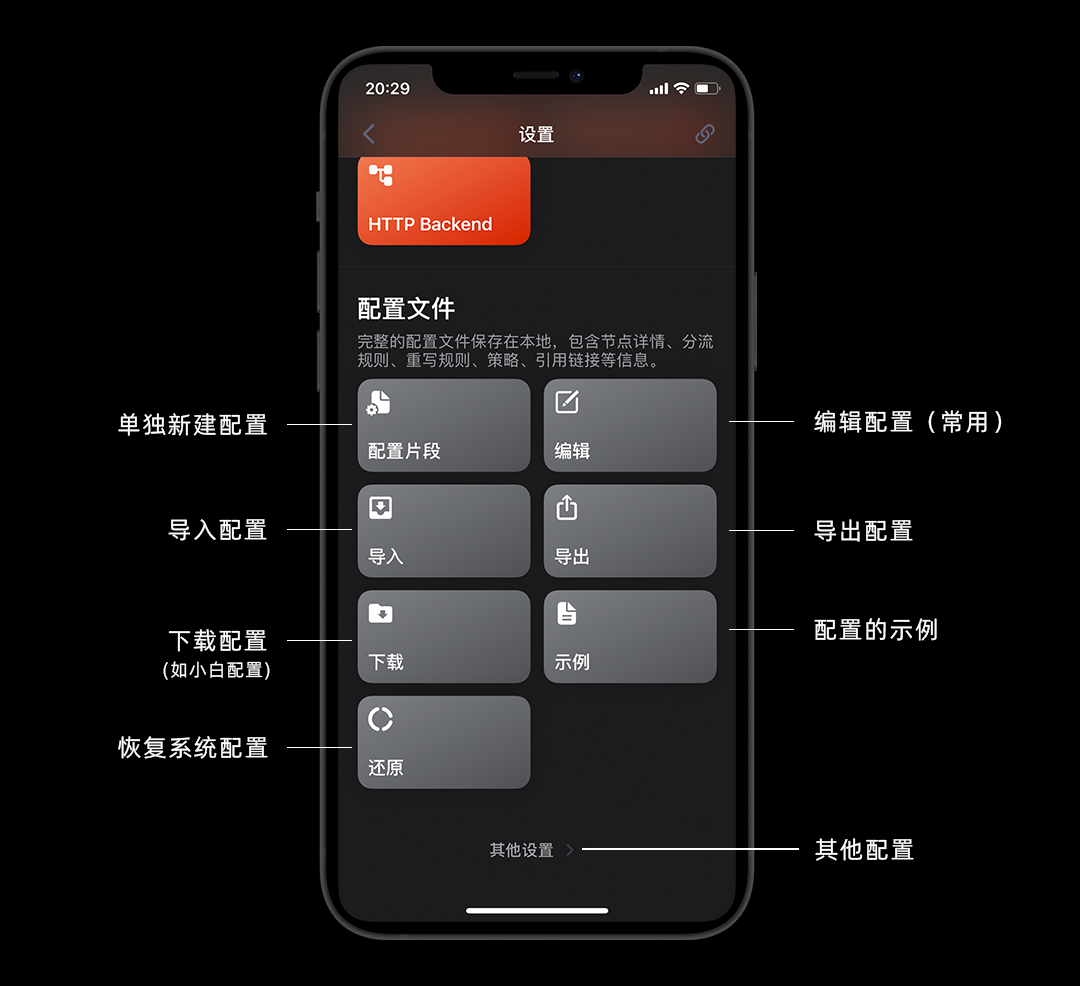 20:29
设置
HTTP Backend
配置文件
完整的配置文件保存在本地，包含节点详情、分流
规则、重写规则、策略、引用链接等信息。
单独新建配置
配置片段
编辑
编辑配置（常用）
导入配置
导入
导出
导出配置
下载配置
(如小白配置)
下载
示例
配置的示例
恢复系统配置
还原
其他设置
其他配置